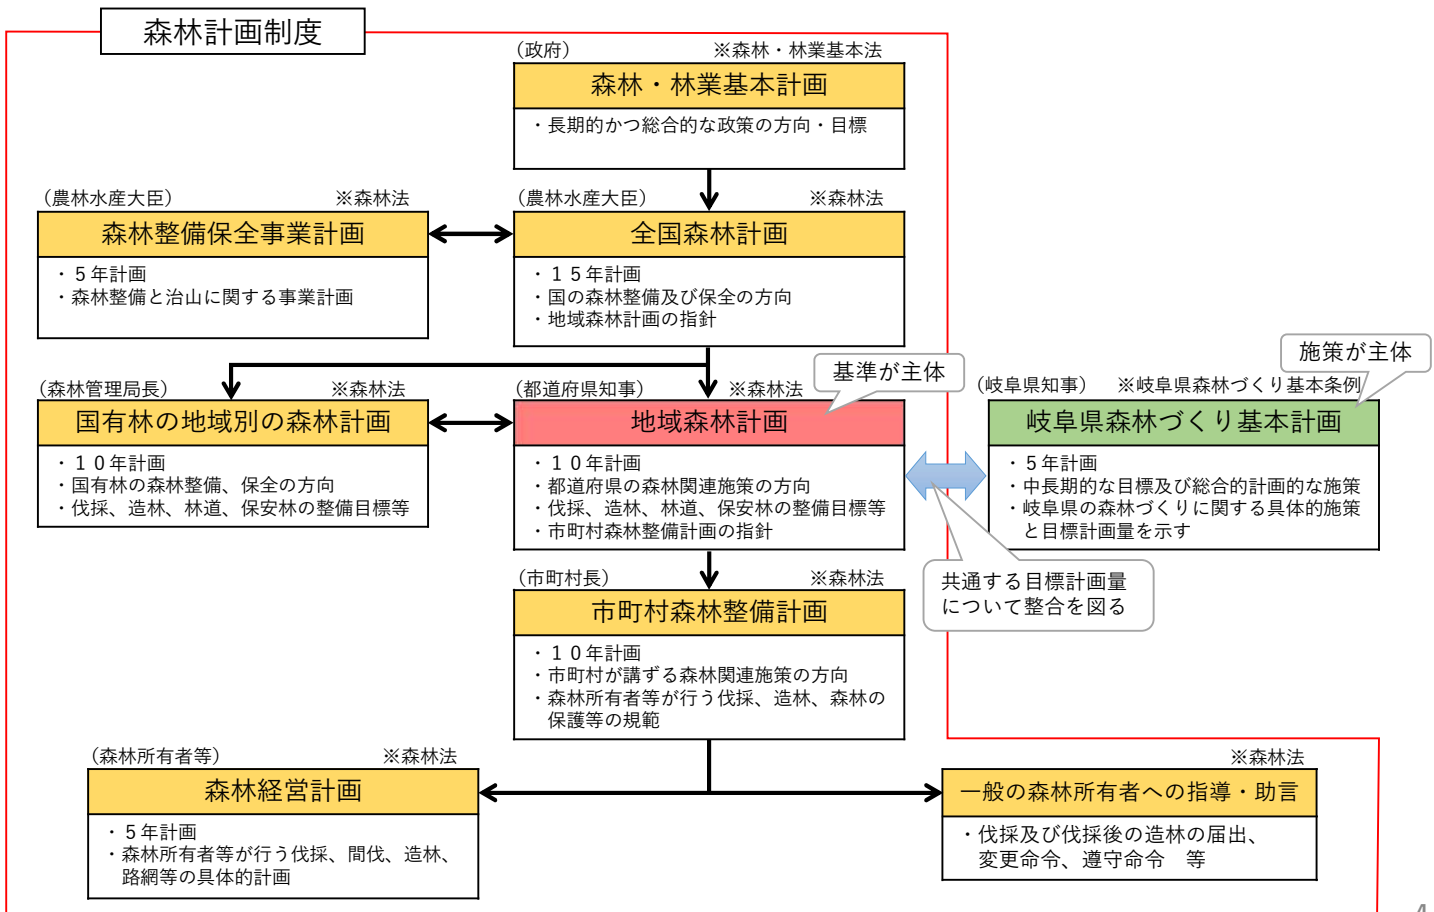 森林計画制度
（政府）
※森林・林業基本法
森林・林業基本計画
・長期的かつ総合的な政策の方向・目標
（農林水産大臣）
※森林法
森林整備保全事業計画
・５年計画
・森林整備と治山に関する事業計画
（農林水産大臣）
※森林法
全国森林計画
・１５年計画
・国の森林整備及び保全の方向
・地域森林計画の指針
（森林管理局長）
※森林法
国有林の地域別の森林計画
・１０年計画
・国有林の森林整備、保全の方向
・伐採、造林、林道、保安林の整備目標等
（都道府県知事）
※森林法
基準が主体
地域森林計画
・１０年計画
・都道府県の森林関連施策の方向
・伐採、造林、林道、保安林の整備目標等
・市町村森林整備計画の指針
施策が主体
（岐阜県知事）
※岐阜県森林づくり基本条例
岐阜県森林づくり基本計画
・５年計画
・中長期的な目標及び総合的計画的な施策
・岐阜県の森林づくりに関する具体的施策
と目標計画量を示す
共通する目標計画量
について整合を図る
（市町村長）
※森林法
市町村森林整備計画
・１０年計画
・市町村が講ずる森林関連施策の方向
・森林所有者等が行う伐採、造林、森林の
保護等の規範
（森林所有者等）
※森林法
森林経営計画
・５年計画
・森林所有者等が行う伐採、間伐、造林、
路網等の具体的計画
※森林法
一般の森林所有者への指導・助言
・伐採及び伐採後の造林の届出、
変更命令、遵守命令　等